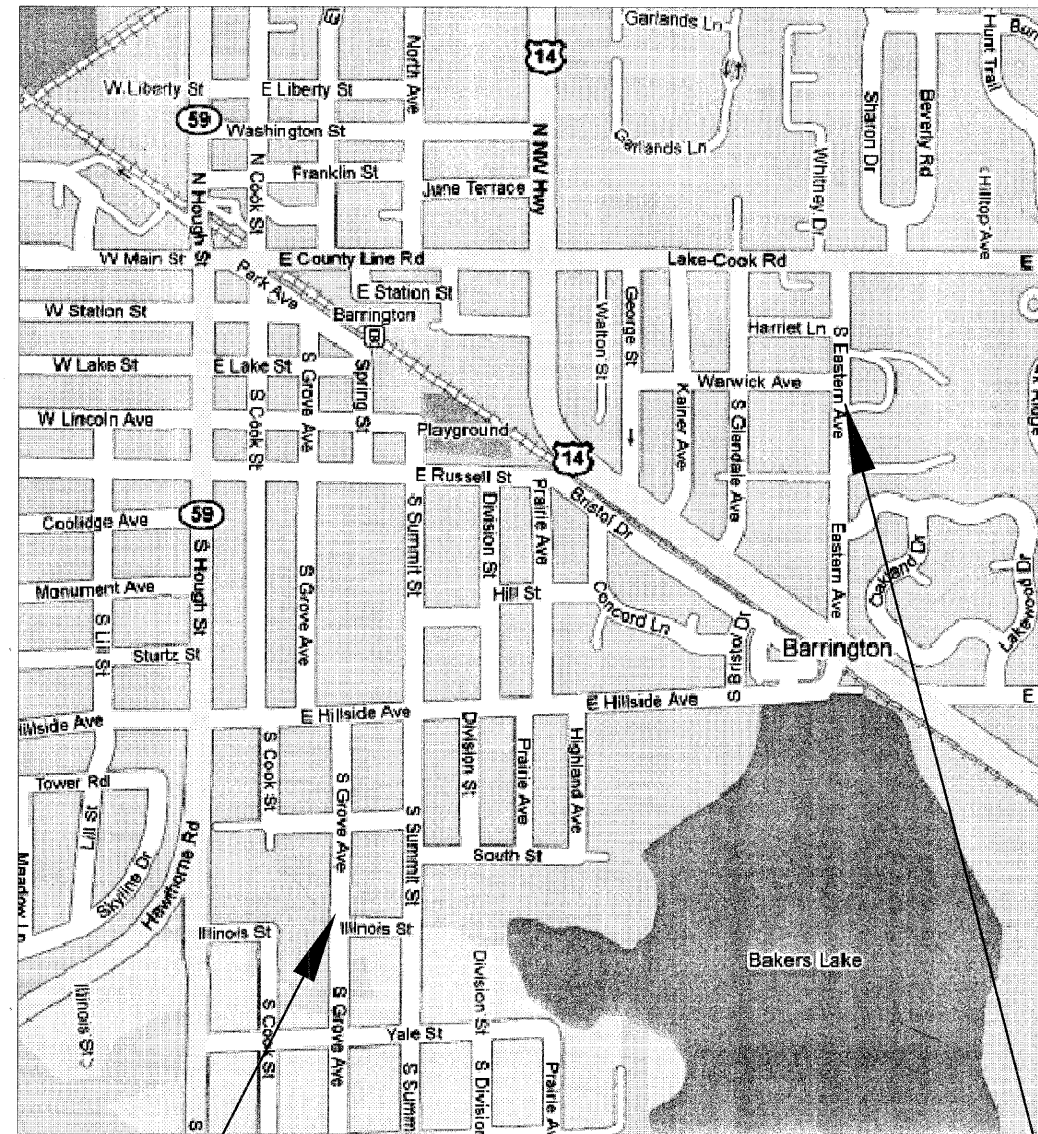 Garlands Ln
14
North Ave
Hunt Trail
W Liberty St
E Liberty St
59
Washington St
Garlands Ln
Sharon Dr
Beverly Rd
N NW Hwy
Franklin St
N Cook St
June Terrace
Whitney Dr
Hilltop Ave
N Hough St
W Main St
E County Line Rd
Lake-Cook Rd
E
Park Ave
E Station St
W Station St
Barrington
Walton St
George St
Harriet Ln
S Eastern Ave
W Lake St
E Lake St
S Grove Ave
Spring St
Warwick Ave
S Cook St
Kainer Ave
S Glendale Ave
W Lincoln Ave
Playground
14
E Russell St
Coolidge Ave
59
S Summit St
Division St
Prairie Ave
Bristol Dr
Eastern Ave
Oakland Dr
Lakewood Dr
S Hough St
S Grove Ave
Monument Ave
Hill St
Concord Ln
S Lill St
Sturtz St
S Bristol Dr
Barrington
Hillside Ave
E Hillside Ave
E Hillside Ave
E
S Cook St
S Grove Ave
Division St
Prairie Ave
Highland Ave
Tower Rd
Lill St
S Summit St
Skyline Dr
Hawthorne Rd
South St
Meadow Ln
Illinois St
Illinois St
Bakers Lake
Division St
Illinois St
S Cook St
S Grove Ave
Yale St
S
S Summ
S Division
Prairie Av